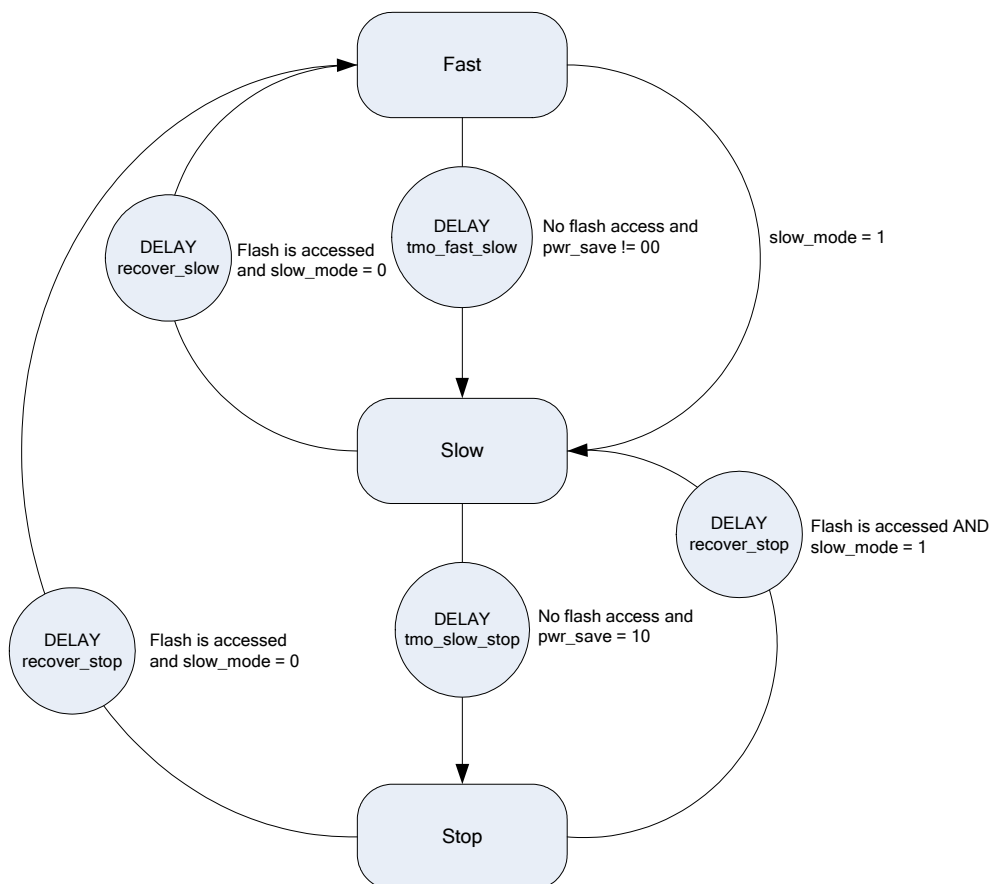 Fast
DELAY
tmo_fast_slow
No flash access and
pwr_save != 00
slow_mode = 1
DELAY
recover_slow
Flash is accessed
and slow_mode = 0
Slow
DELAY
recover_stop
Flash is accessed AND
slow_mode = 1
DELAY
tmo_slow_stop
No flash access and
pwr_save = 10
DELAY
recover_stop
Flash is accessed
and slow_mode = 0
Stop